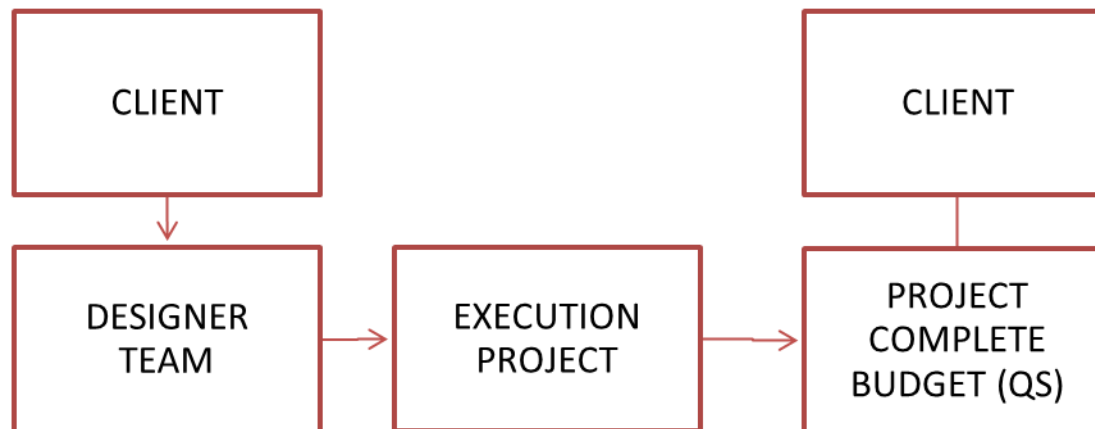 CLIENT
CLIENT
DESIGNER
TEAM
EXECUTION
PROJECT
PROJECT
COMPLETE
BUDGET (QS)